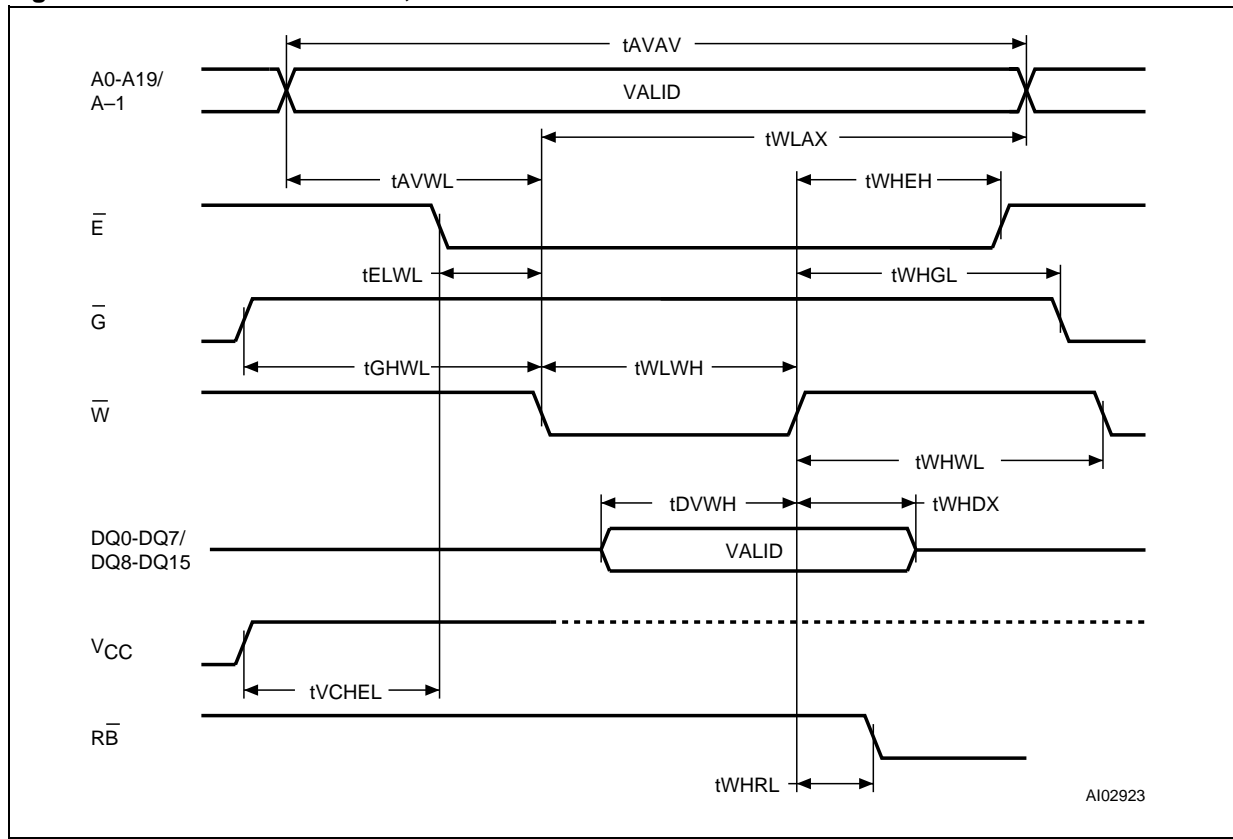 tAVAV
A0-A19/
A–1
VALID
tWLAX
tAVWL
tWHEH
E̅
tELWL
tWHGL
G̅
tGHWL
tWLWH
W̅
tWHWL
tDVWH
tWHDX
DQ0-DQ7/
DQ8-DQ15
VALID
VCC
tVCHEL
RB̅
tWHRL
AI02923